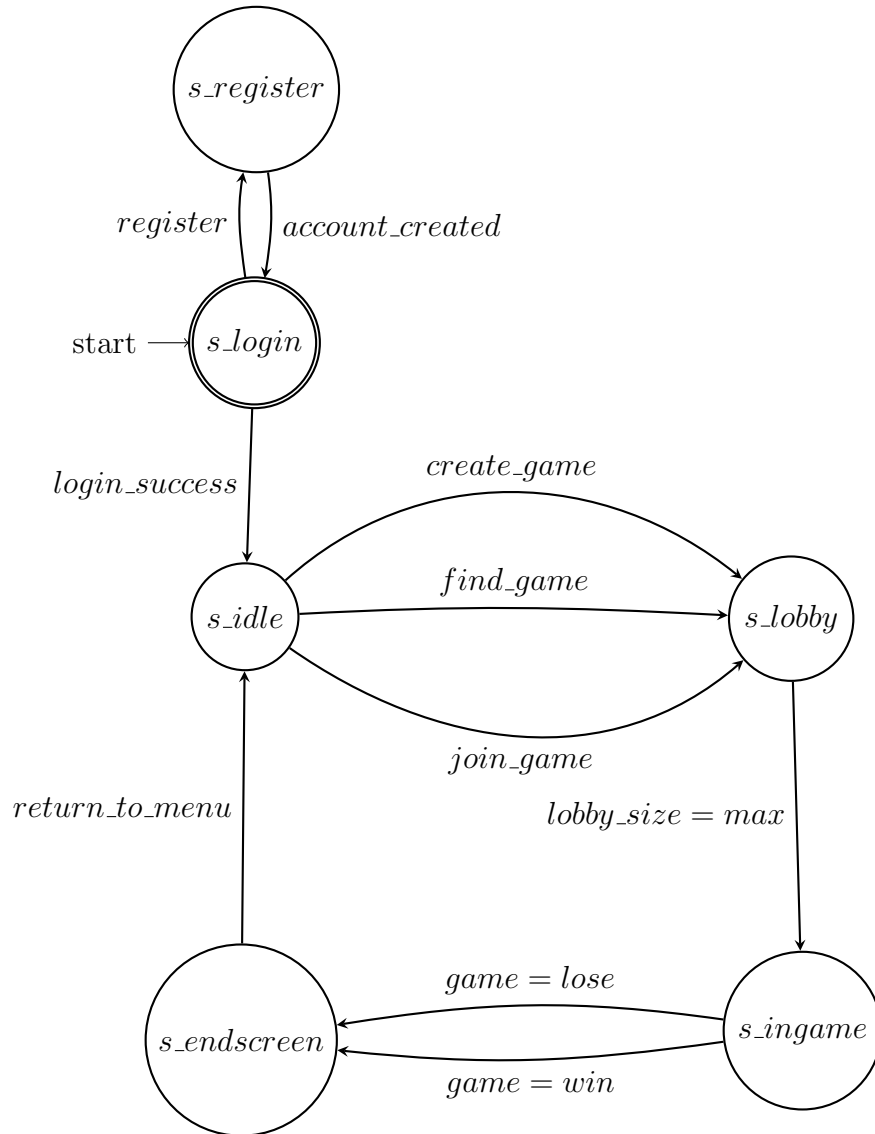 s_register
register
account_created
start
s_login
login_success
create_game
find_game
s_idle
s_lobby
join_game
return_to_menu
lobby_size = max
game = lose
s_endscreen
s_ingame
game = win